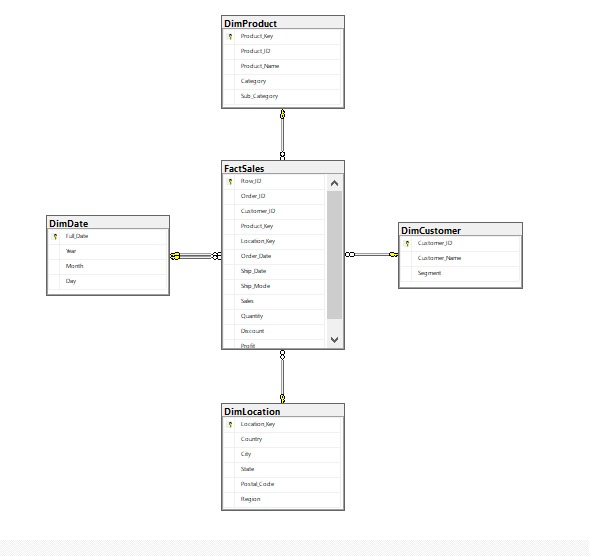 DimProduct
Product_Key
Product_ID
Product_Name
Category
Sub_Category
FactSales
Row_ID
Order_ID
Customer_ID
Product_Key
Location_Key
Order_Date
Ship_Date
Ship_Mode
Sales
Quantity
Discount
Profit
DimDate
Full_Date
Year
Month
Day
DimCustomer
Customer_ID
Customer_Name
Segment
DimLocation
Location_Key
Country
City
State
Postal_Code
Region